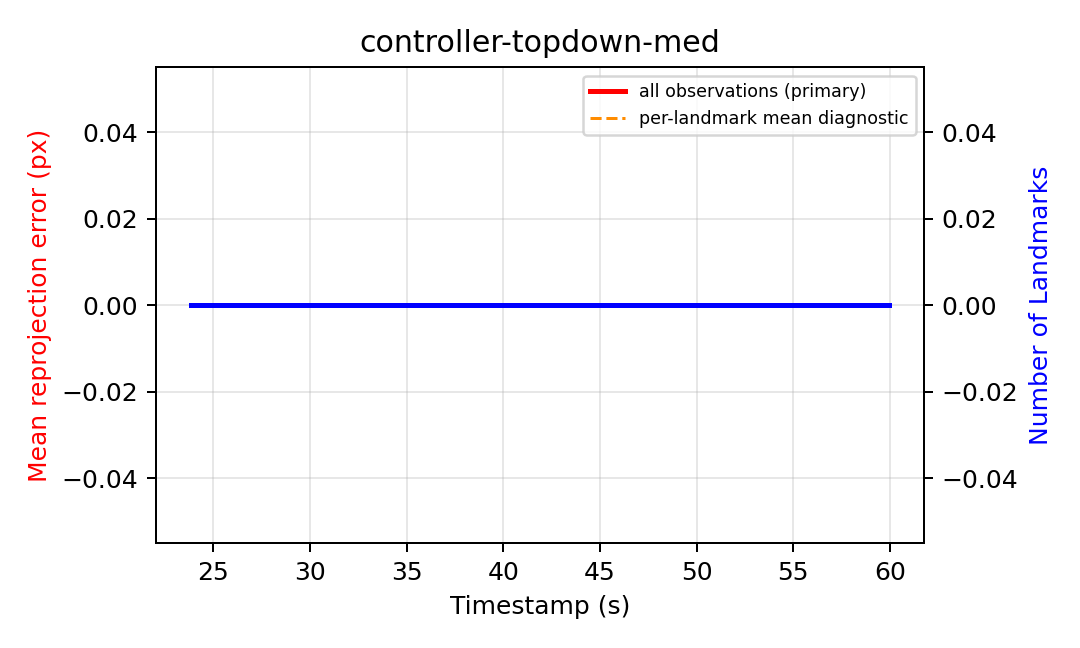 controller-topdown-med
all observations (primary)
per-landmark mean diagnostic
Mean reprojection error (px)
0.04
0.02
0.00
−0.02
−0.04
0.04
0.02
0.00
−0.02
−0.04
Number of Landmarks
25 30 35 40 45 50 55 60
Timestamp (s)